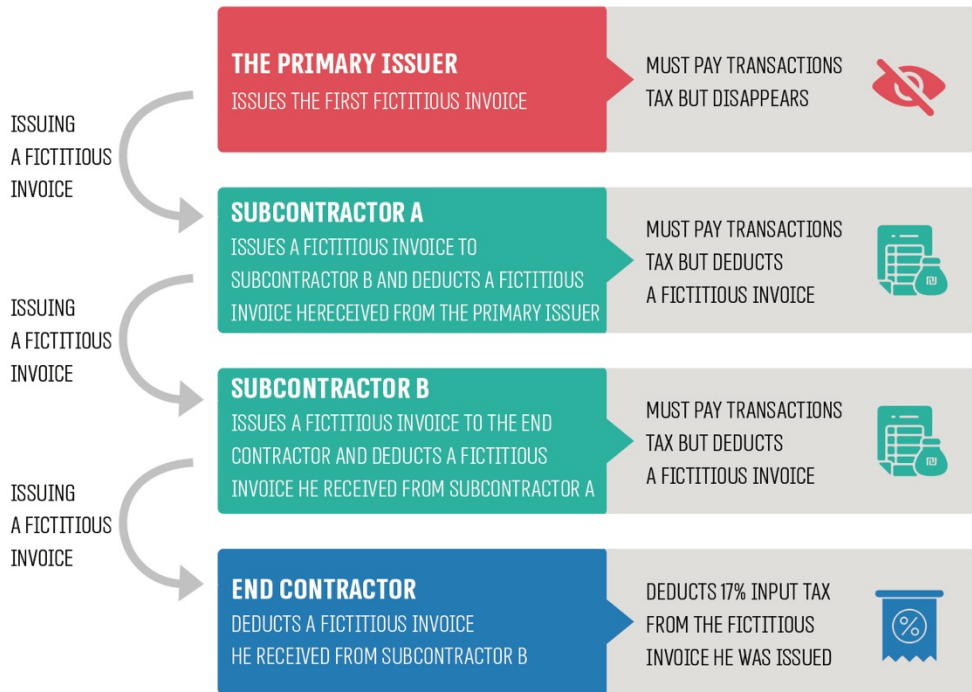 THE PRIMARY ISSUER
ISSUES THE FIRST FICTITIOUS INVOICE
MUST PAY TRANSACTIONS
TAX BUT DISAPPEARS
ISSUING
A FICTITIOUS
INVOICE
SUBCONTRACTOR A
ISSUES A FICTITIOUS INVOICE TO
SUBCONTRACTOR B AND DEDUCTS A FICTITIOUS
INVOICE HERECEIVED FROM THE PRIMARY ISSUER
MUST PAY TRANSACTIONS
TAX BUT DEDUCTS
A FICTITIOUS INVOICE
₪
ISSUING
A FICTITIOUS
INVOICE
SUBCONTRACTOR B
ISSUES A FICTITIOUS INVOICE TO THE END
CONTRACTOR AND DEDUCTS A FICTITIOUS
INVOICE HE RECEIVED FROM SUBCONTRACTOR A
MUST PAY TRANSACTIONS
TAX BUT DEDUCTS
A FICTITIOUS INVOICE
₪
ISSUING
A FICTITIOUS
INVOICE
END CONTRACTOR
DEDUCTS A FICTITIOUS INVOICE
HE RECEIVED FROM SUBCONTRACTOR B
DEDUCTS 17% INPUT TAX
FROM THE FICTITIOUS
INVOICE HE WAS ISSUED
%